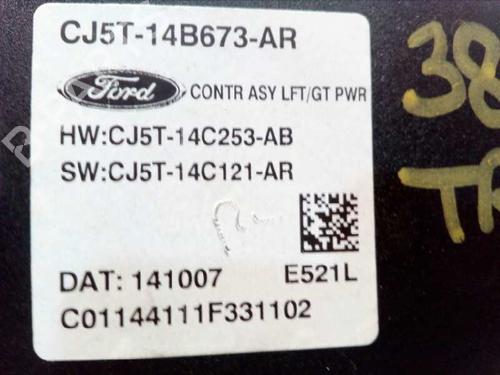 CJ5T-14B673-AR
Ford CONTR ASY LFT/GT PWR
HW:CJ5T-14C253-AB
SW:CJ5T-14C121-AR
DAT: 141007 E521L
C01144111F331102
38